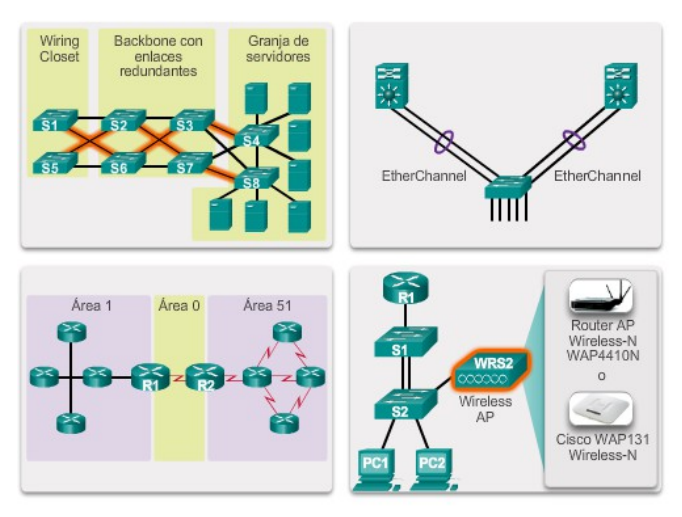 Wiring
Closet
Backbone con
enlaces
redundantes
Granja de
servidores
S1
S2
S3
S4
S5
S6
S7
S8
EtherChannel
EtherChannel
Área 1
Área 0
Área 51
R1
R2
R1
S1
S2
WRS2
Wireless
AP
PC1
PC2
Router AP
Wireless-N
WAP4410N
o
Cisco WAP131
Wireless-N